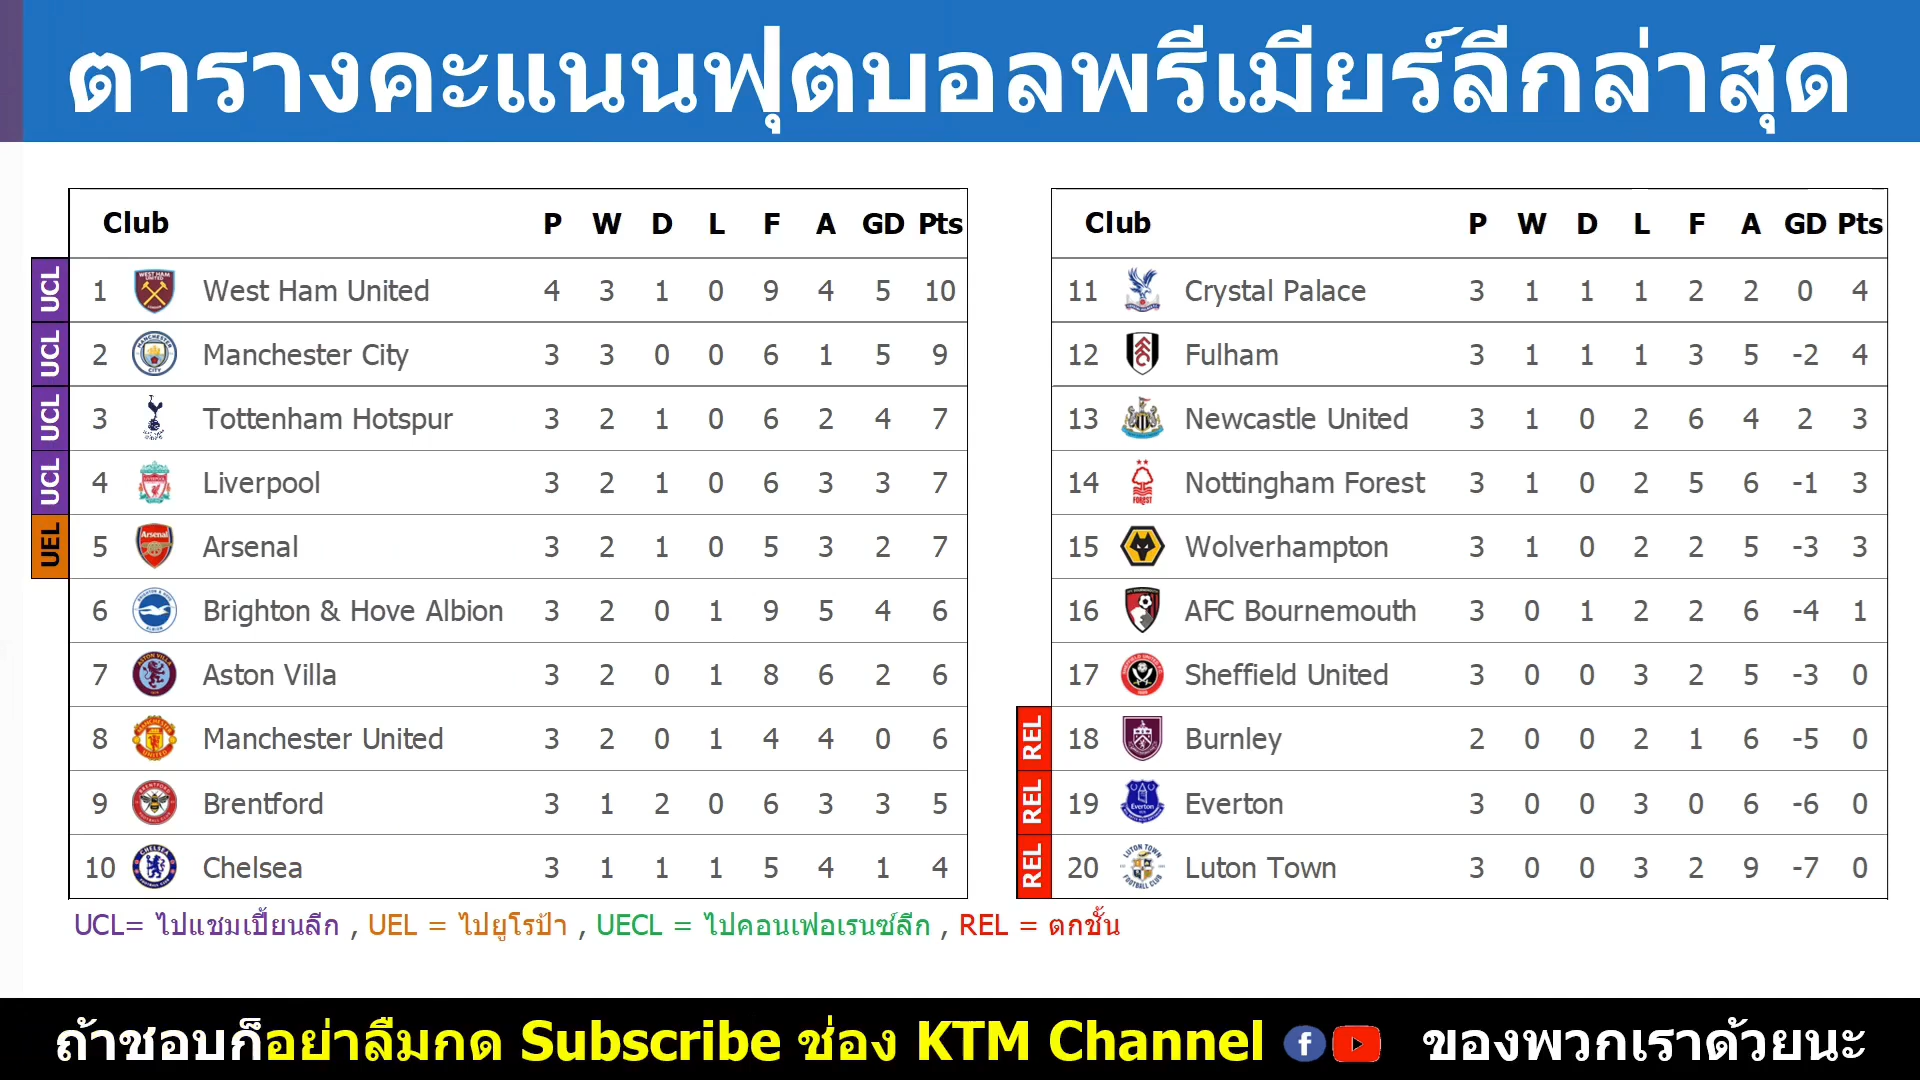 ตารางคะแนนฟุตบอลพรีเมียร์ลีกล่าสุด
Club P W D L F A GD Pts
UCL 1 West Ham United 4 3 1 0 9 4 5 10
UCL 2 Manchester City 3 3 0 0 6 1 5 9
UCL 3 Tottenham Hotspur 3 2 1 0 6 2 4 7
UCL 4 Liverpool 3 2 1 0 6 3 3 7
UEL 5 Arsenal 3 2 1 0 5 3 2 7
6 Brighton & Hove Albion 3 2 0 1 9 5 4 6
7 Aston Villa 3 2 0 1 8 6 2 6
8 Manchester United 3 2 0 1 4 4 0 6
9 Brentford 3 1 2 0 6 3 3 5
10 Chelsea 3 1 1 1 5 4 1 4
Club P W D L F A GD Pts
11 Crystal Palace 3 1 1 1 2 2 0 4
12 Fulham 3 1 1 1 3 5 -2 4
13 Newcastle United 3 1 0 2 6 4 2 3
14 Nottingham Forest 3 1 0 2 5 6 -1 3
15 Wolverhampton 3 1 0 2 2 5 -3 3
16 AFC Bournemouth 3 0 1 2 2 6 -4 1
17 Sheffield United 3 0 0 3 2 5 -3 0
REL 18 Burnley 2 0 0 2 1 6 -5 0
REL 19 Everton 3 0 0 3 0 6 -6 0
REL 20 Luton Town 3 0 0 3 2 9 -7 0
UCL= ไปแชมเปี้ยนลีก , UEL = ไปยูโรป้า , UECL = ไปคอนเฟอเรนซ์ลีก , REL = ตกชั้น
ถ้าชอบก็อย่าลืมกด Subscribe ช่อง KTM Channel ของพวกเราด้วยนะ